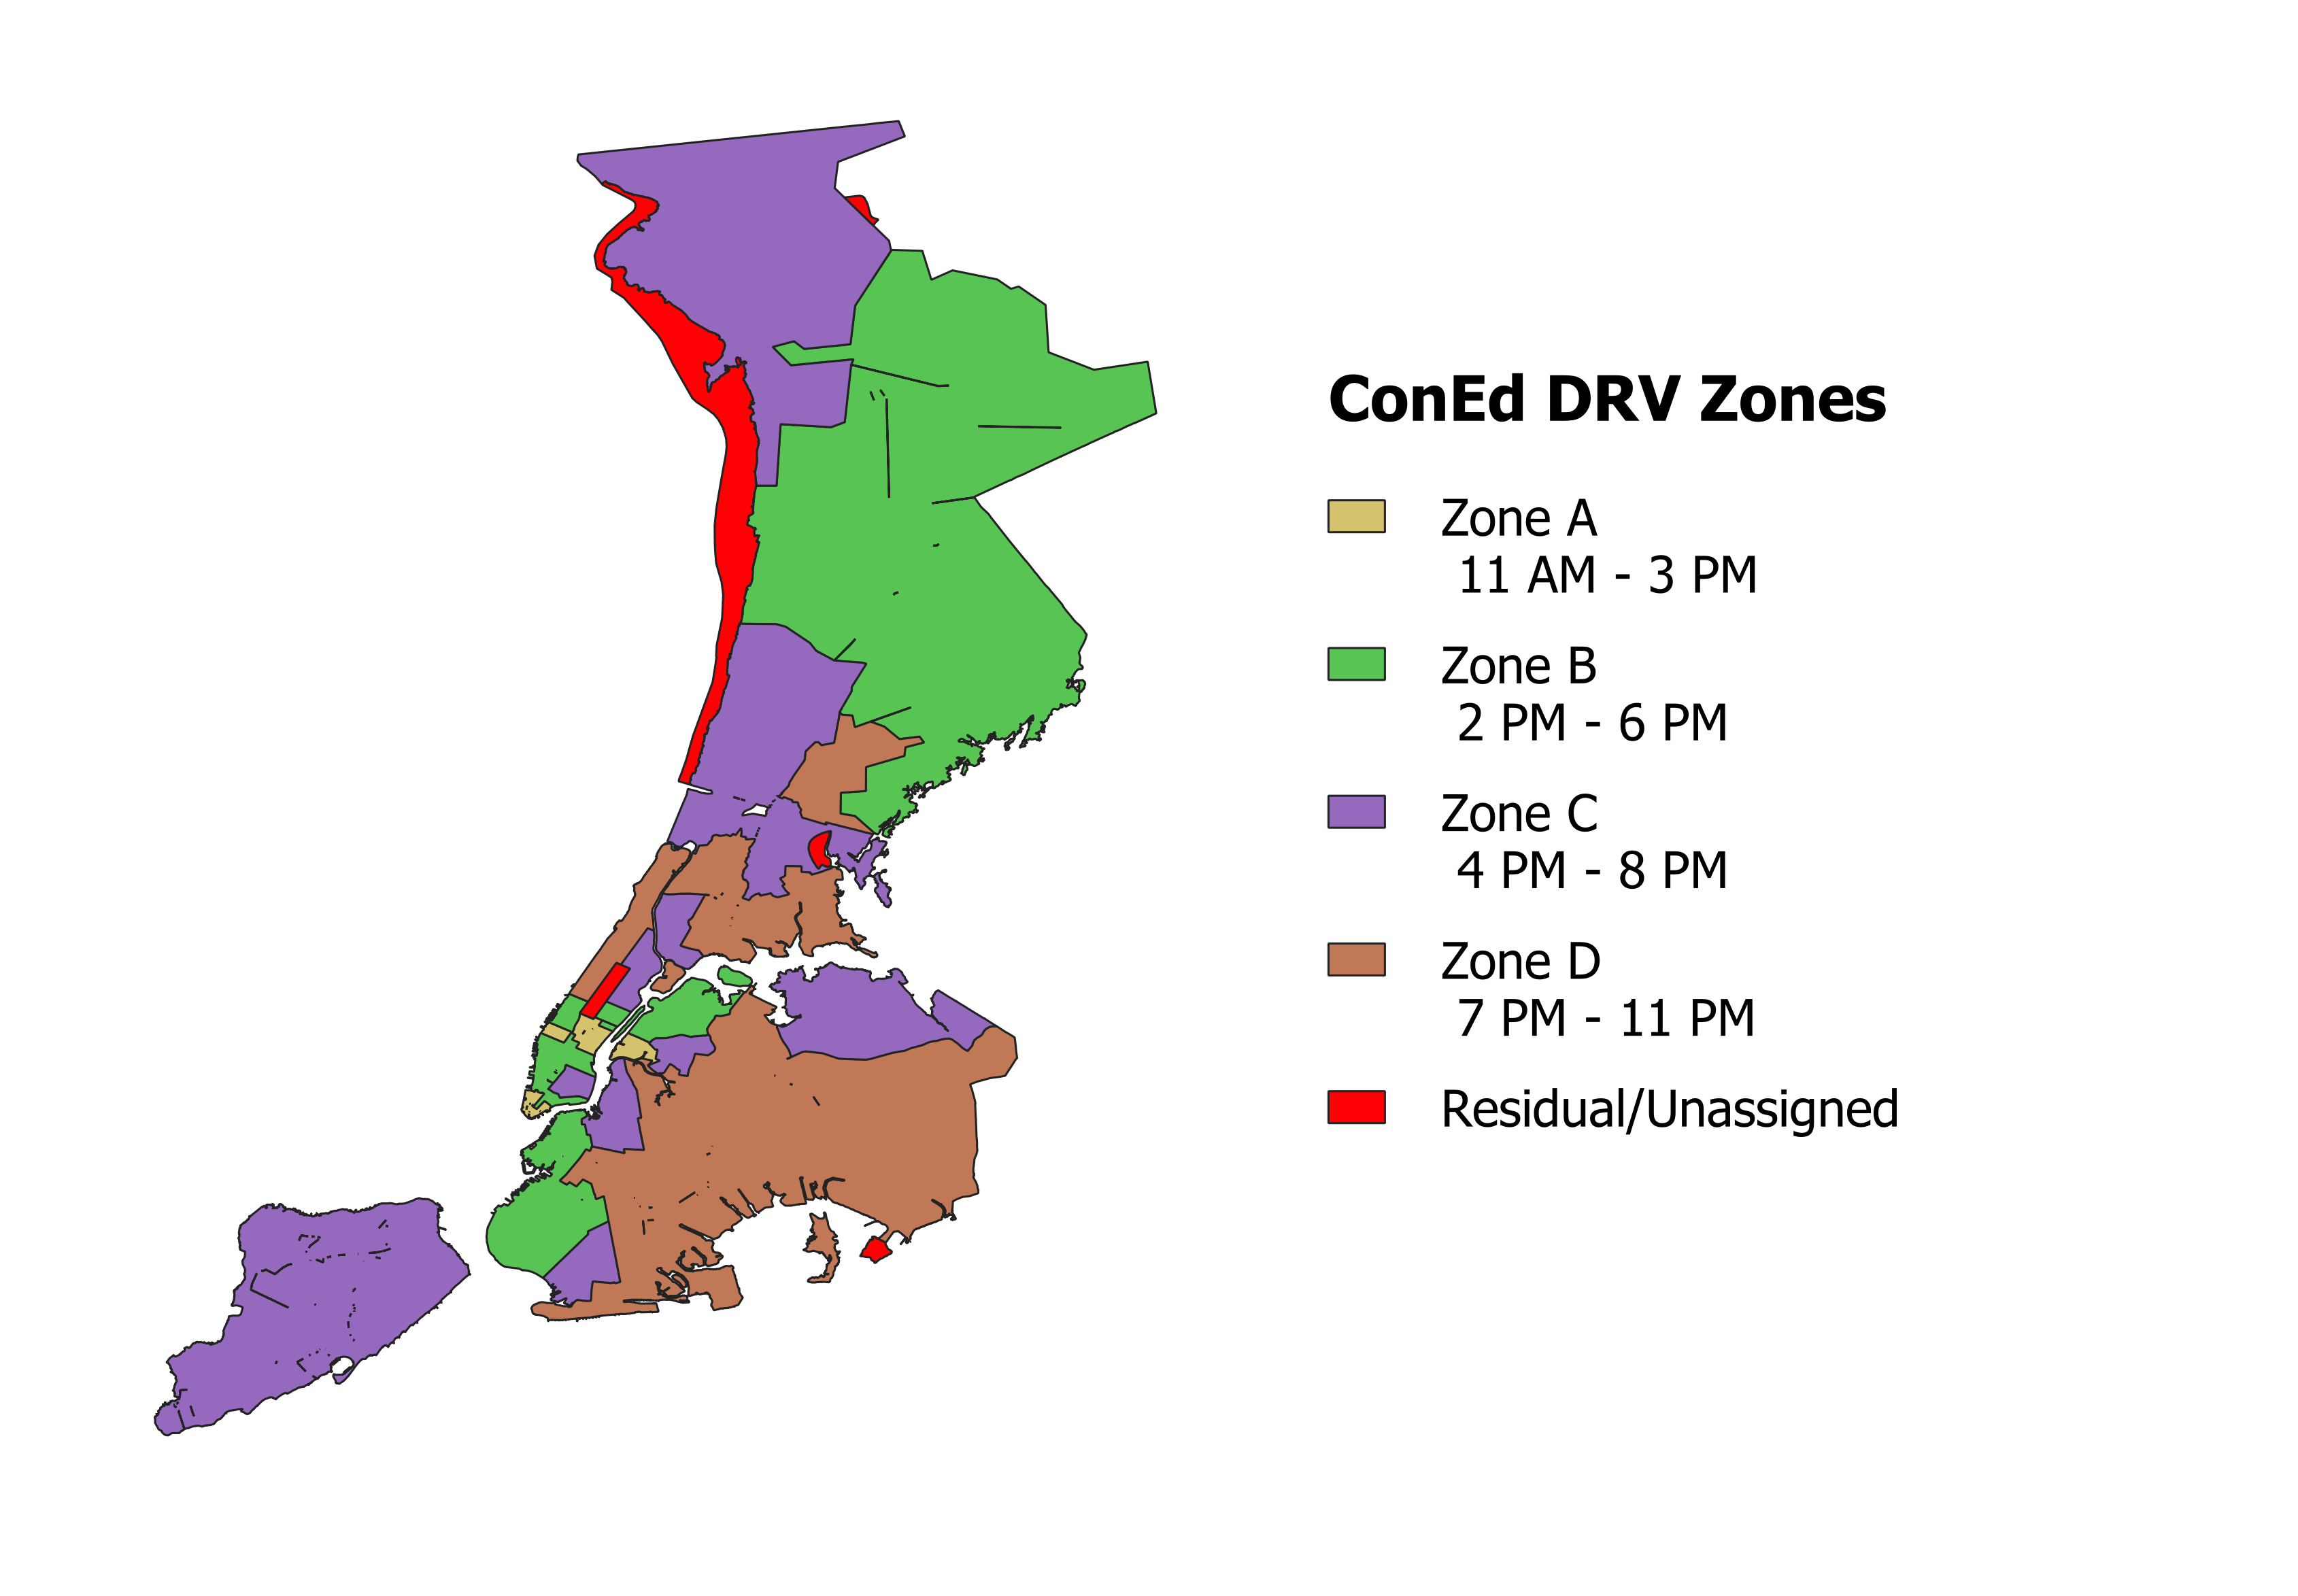 ConEd DRV Zones
Zone A
11 AM - 3 PM
Zone B
2 PM - 6 PM
Zone C
4 PM - 8 PM
Zone D
7 PM - 11 PM
Residual/Unassigned